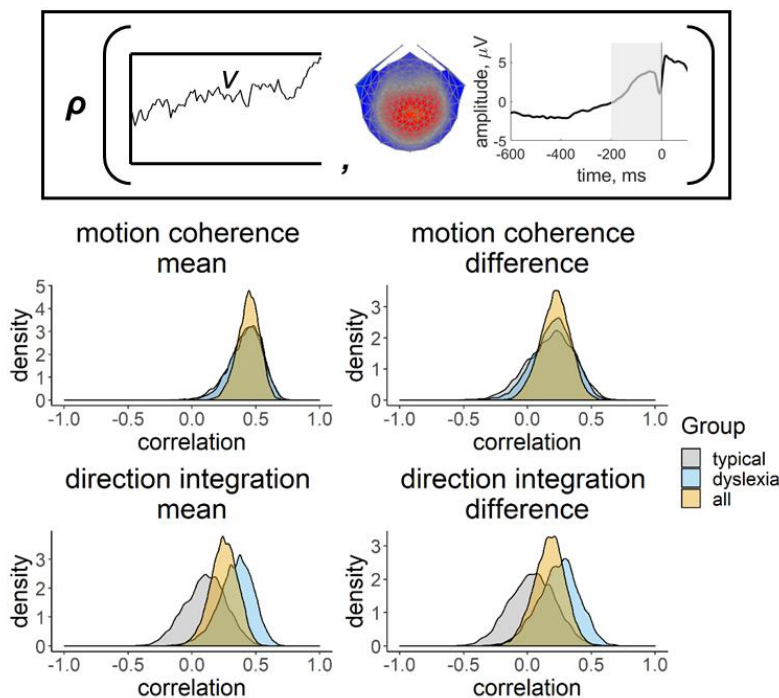 ρ ( v , )
amplitude, μV
5
0
-5
-600 -400 -200 0
time, ms
motion coherence
mean
density
5
4
3
2
1
0
-1.0 -0.5 0.0 0.5 1.0
correlation
motion coherence
difference
density
3
2
1
0
-1.0 -0.5 0.0 0.5 1.0
correlation
direction integration
mean
density
3
2
1
0
-1.0 -0.5 0.0 0.5 1.0
correlation
direction integration
difference
density
3
2
1
0
-1.0 -0.5 0.0 0.5 1.0
correlation
Group
typical
dyslexia
all